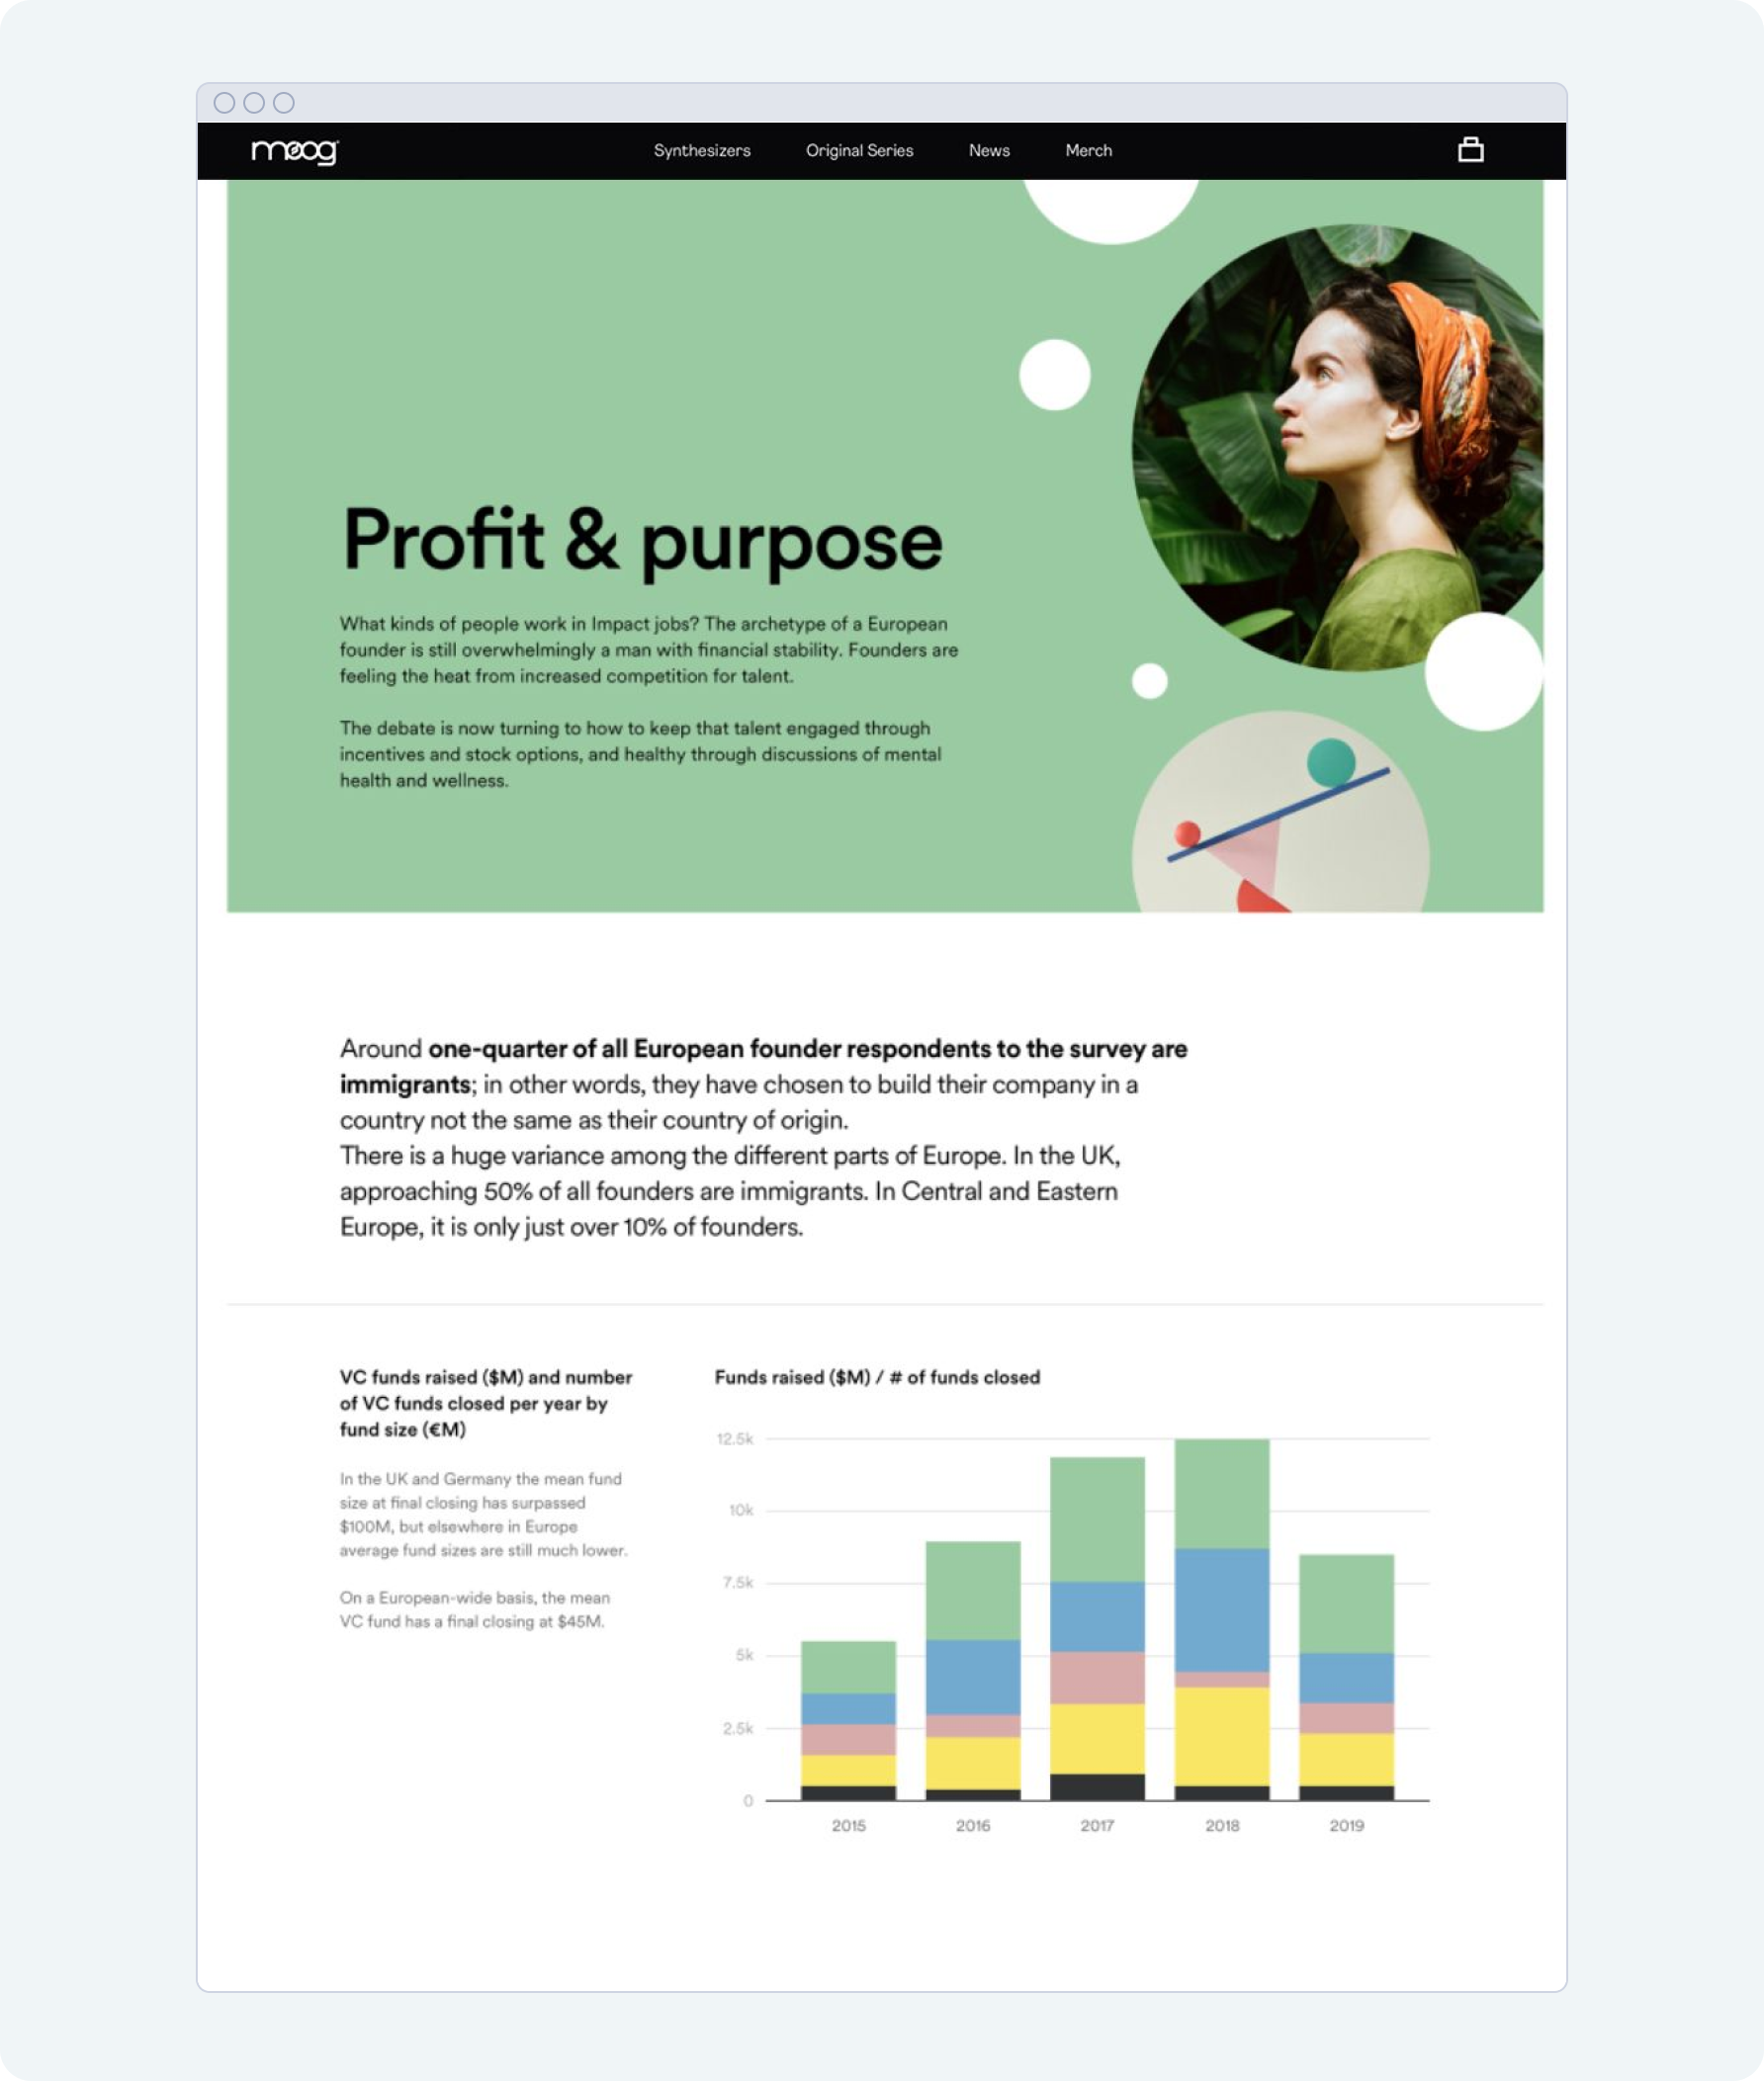 moog
Synthesizers
Original Series
News
Merch
Profit & purpose
What kinds of people work in Impact jobs? The archetype of a European
founder is still overwhelmingly a man with financial stability. Founders are
feeling the heat from increased competition for talent.
The debate is now turning to how to keep that talent engaged through
incentives and stock options, and healthy through discussions of mental
health and wellness.
Around one-quarter of all European founder respondents to the survey are
immigrants; in other words, they have chosen to build their company in a
country not the same as their country of origin.
There is a huge variance among the different parts of Europe. In the UK,
approaching 50% of all founders are immigrants. In Central and Eastern
Europe, it is only just over 10% of founders.
VC funds raised ($M) and number
of VC funds closed per year by
fund size (€M)
In the UK and Germany the mean fund
size at final closing has surpassed
$100M, but elsewhere in Europe
average fund sizes are still much lower.
On a European-wide basis, the mean
VC fund has a final closing at $45M.
Funds raised ($M) / # of funds closed
12.5k
10k
7.5k
5k
2.5k
0
2015
2016
2017
2018
2019